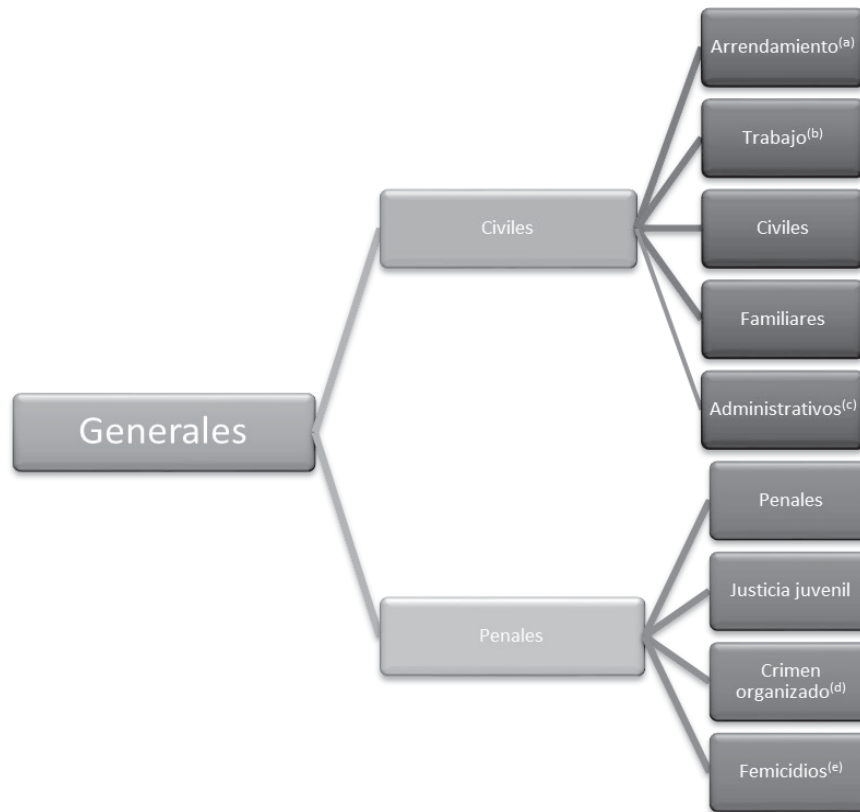 Generales
Civiles
Arrendamiento(a)
Trabajo(b)
Civiles
Familiares
Administrativos(c)
Penales
Penales
Justicia juvenil
Crimen
organizado(d)
Femicidios(e)